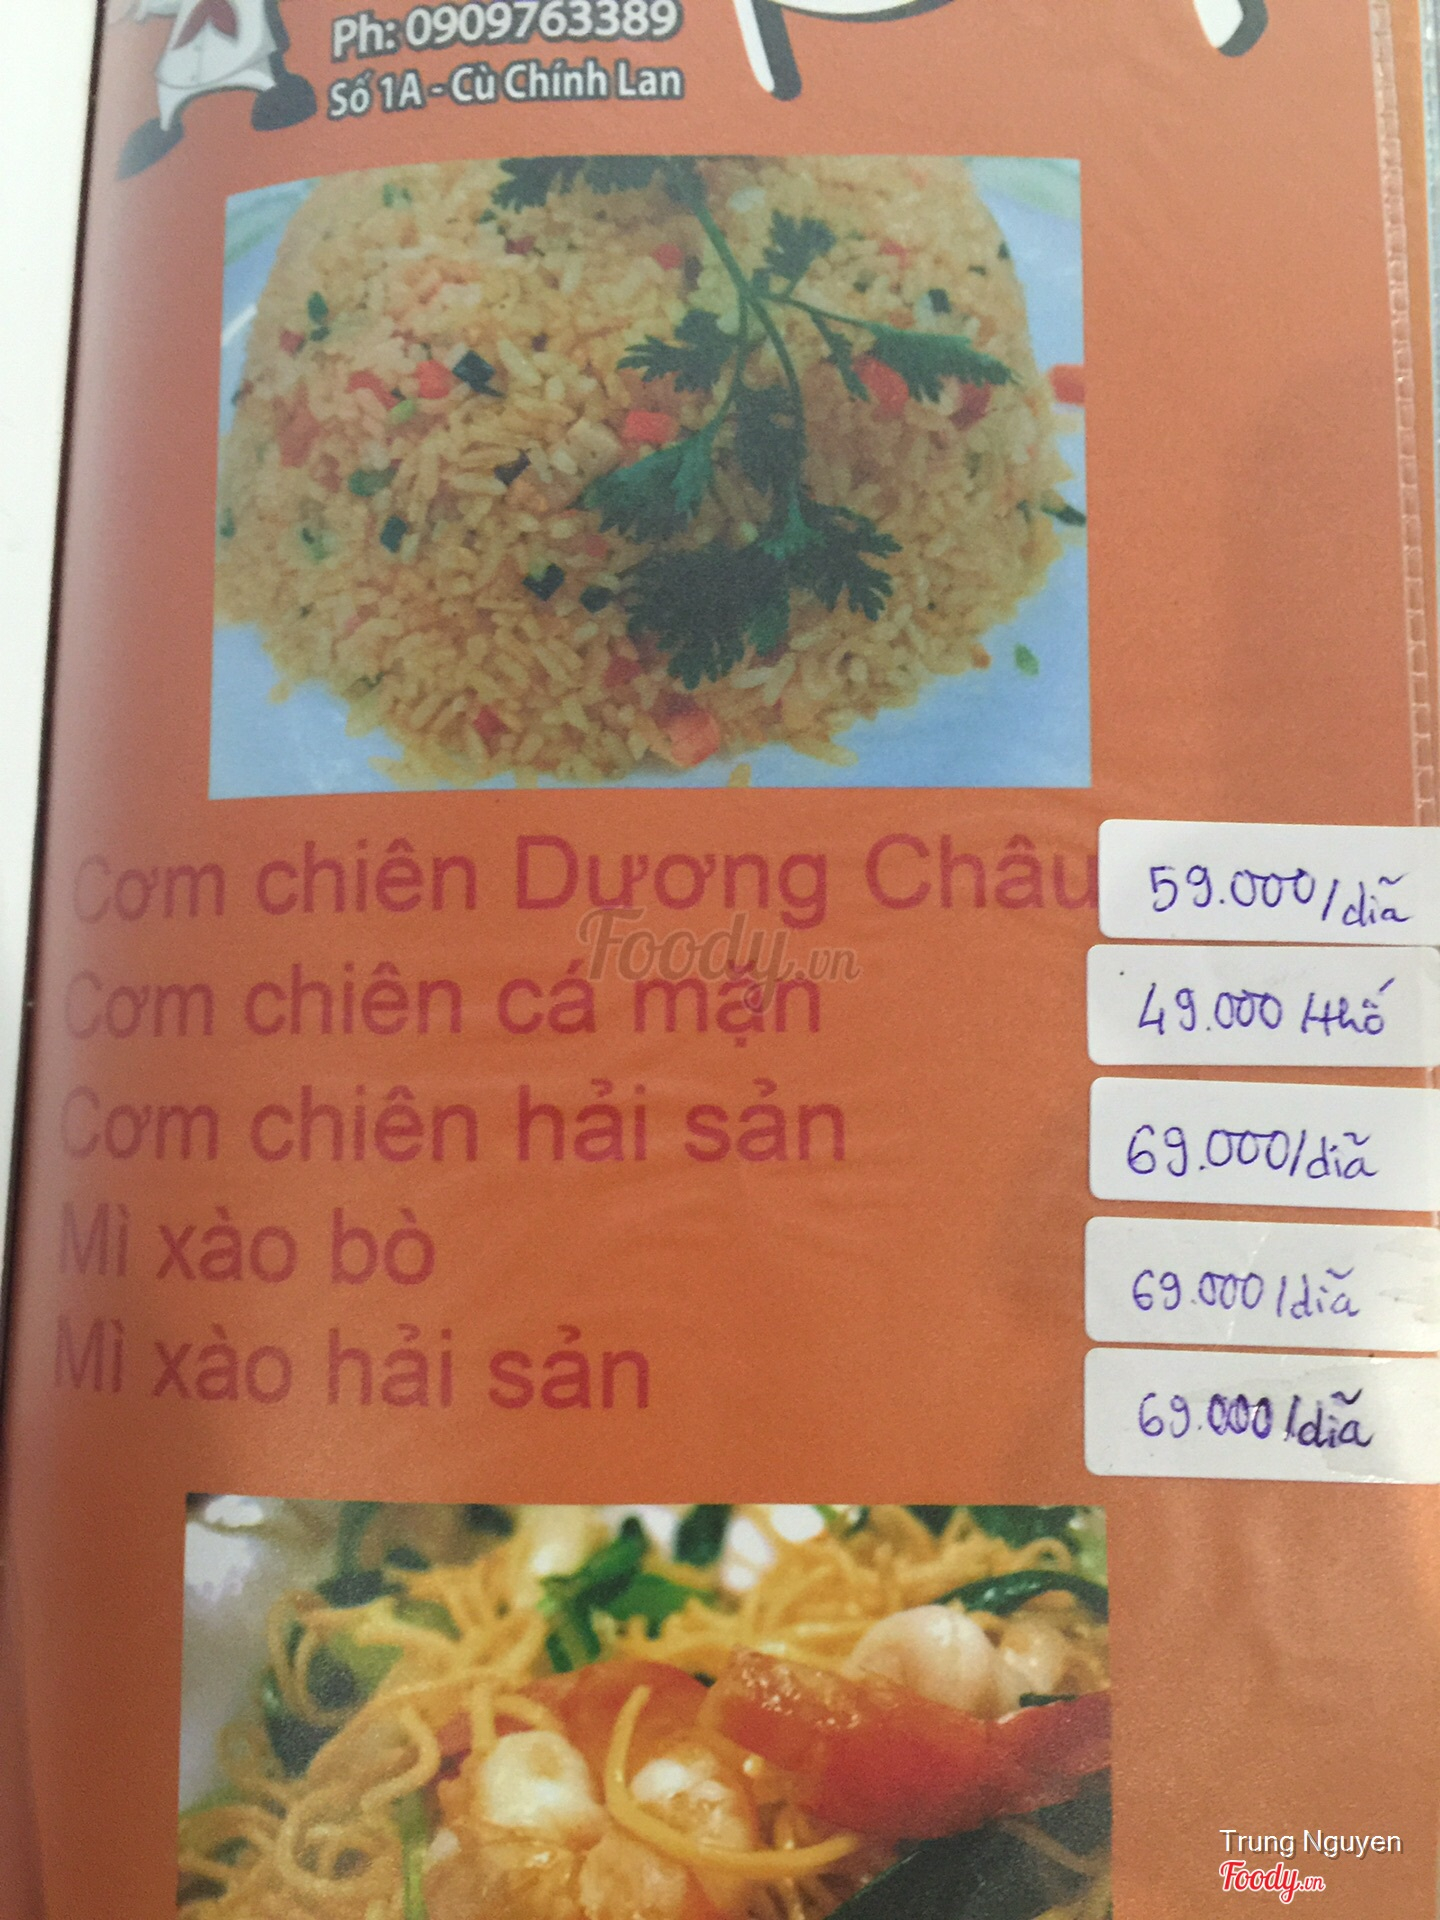 Ph: 0909763389
Số 1A - Cù Chính Lan
Cơm chiên Dương Châu 59.000/dĩa
Foody.vn
Cơm chiên cá mặn 49.000/thố
Cơm chiên hải sản 69.000/dĩa
Mì xào bò 69.000/dĩa
Mì xào hải sản 69.000/dĩa
Trung Nguyen
Foody.vn